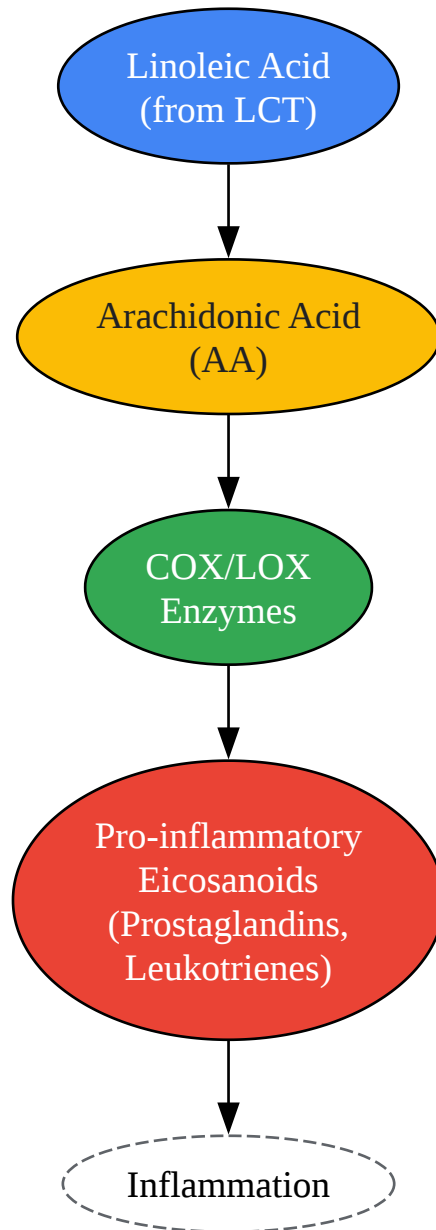 Linoleic Acid
(from LCT)
Arachidonic Acid
(AA)
COX/LOX
Enzymes
Pro-inflammatory
Eicosanoids
(Prostaglandins,
Leukotrienes)
Inflammation